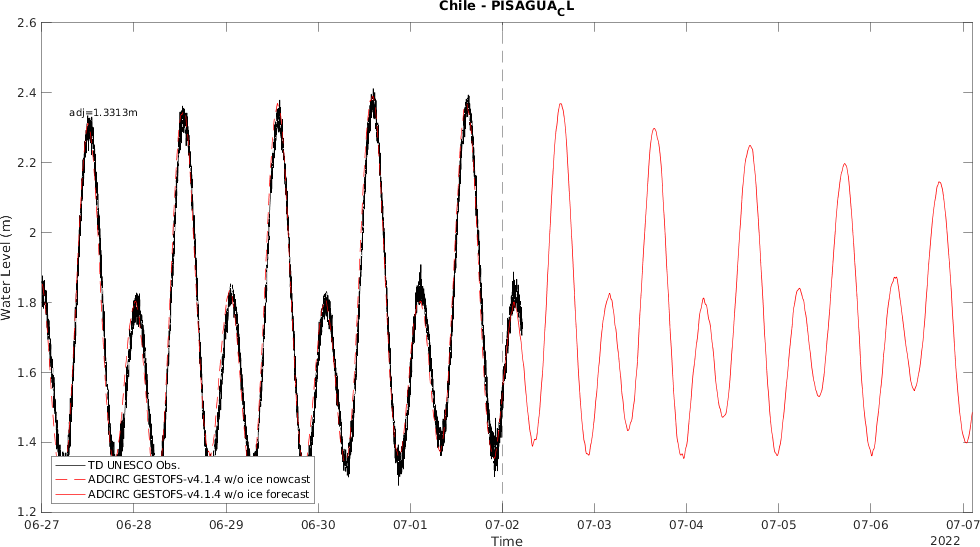 Chile - PISAGUA_CL
2.6
2.4
2.2
2
1.8
1.6
1.4
1.2
Water Level (m)
adj=1.3313m
TD UNESCO Obs.
ADCIRC GESTOFS-v4.1.4 w/o ice nowcast
ADCIRC GESTOFS-v4.1.4 w/o ice forecast
06-27 06-28 06-29 06-30 07-01 07-02 07-03 07-04 07-05 07-06 07-07
Time
2022